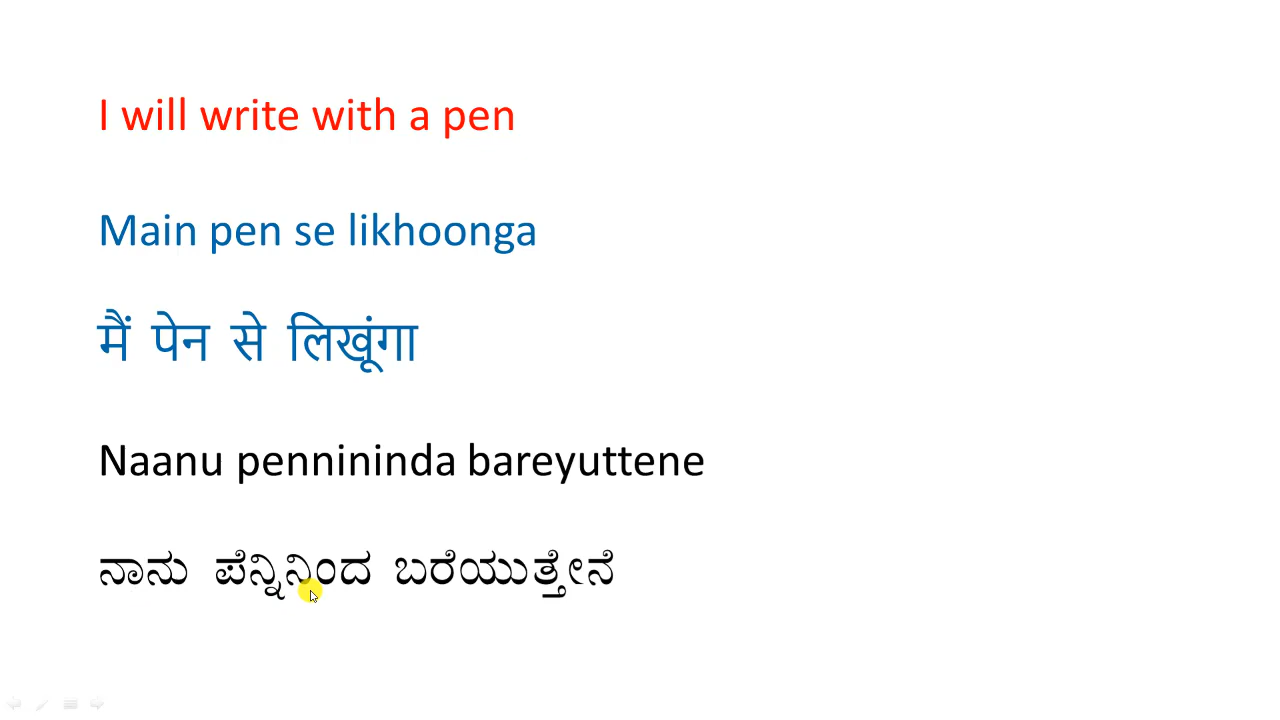 I will write with a pen
Main pen se likhoonga
मैं पेन से लिखूंगा
Naanu pennininda bareyuttene
ನಾನು ಪೆನ್ನಿನಿಂದ ಬರೆಯುತ್ತೇನೆ